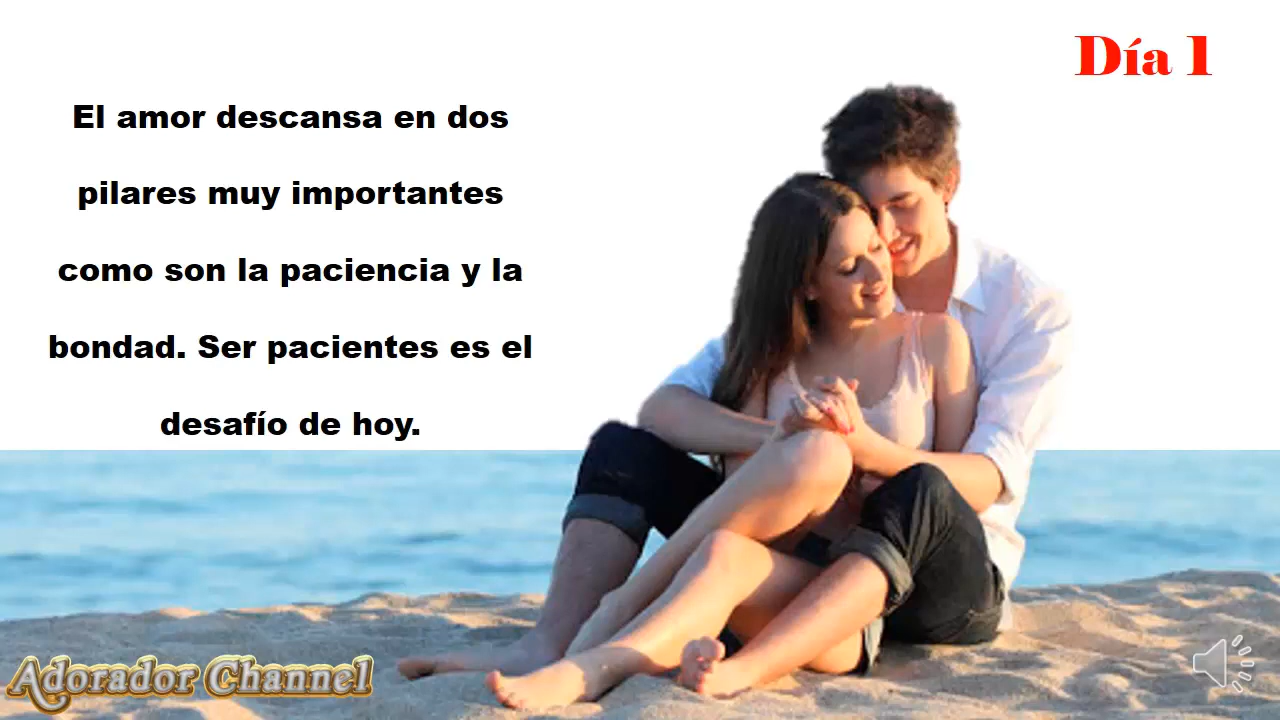 Día 1
El amor descansa en dos
pilares muy importantes
como son la paciencia y la
bondad. Ser pacientes es el
desafío de hoy.
Adorador Channel